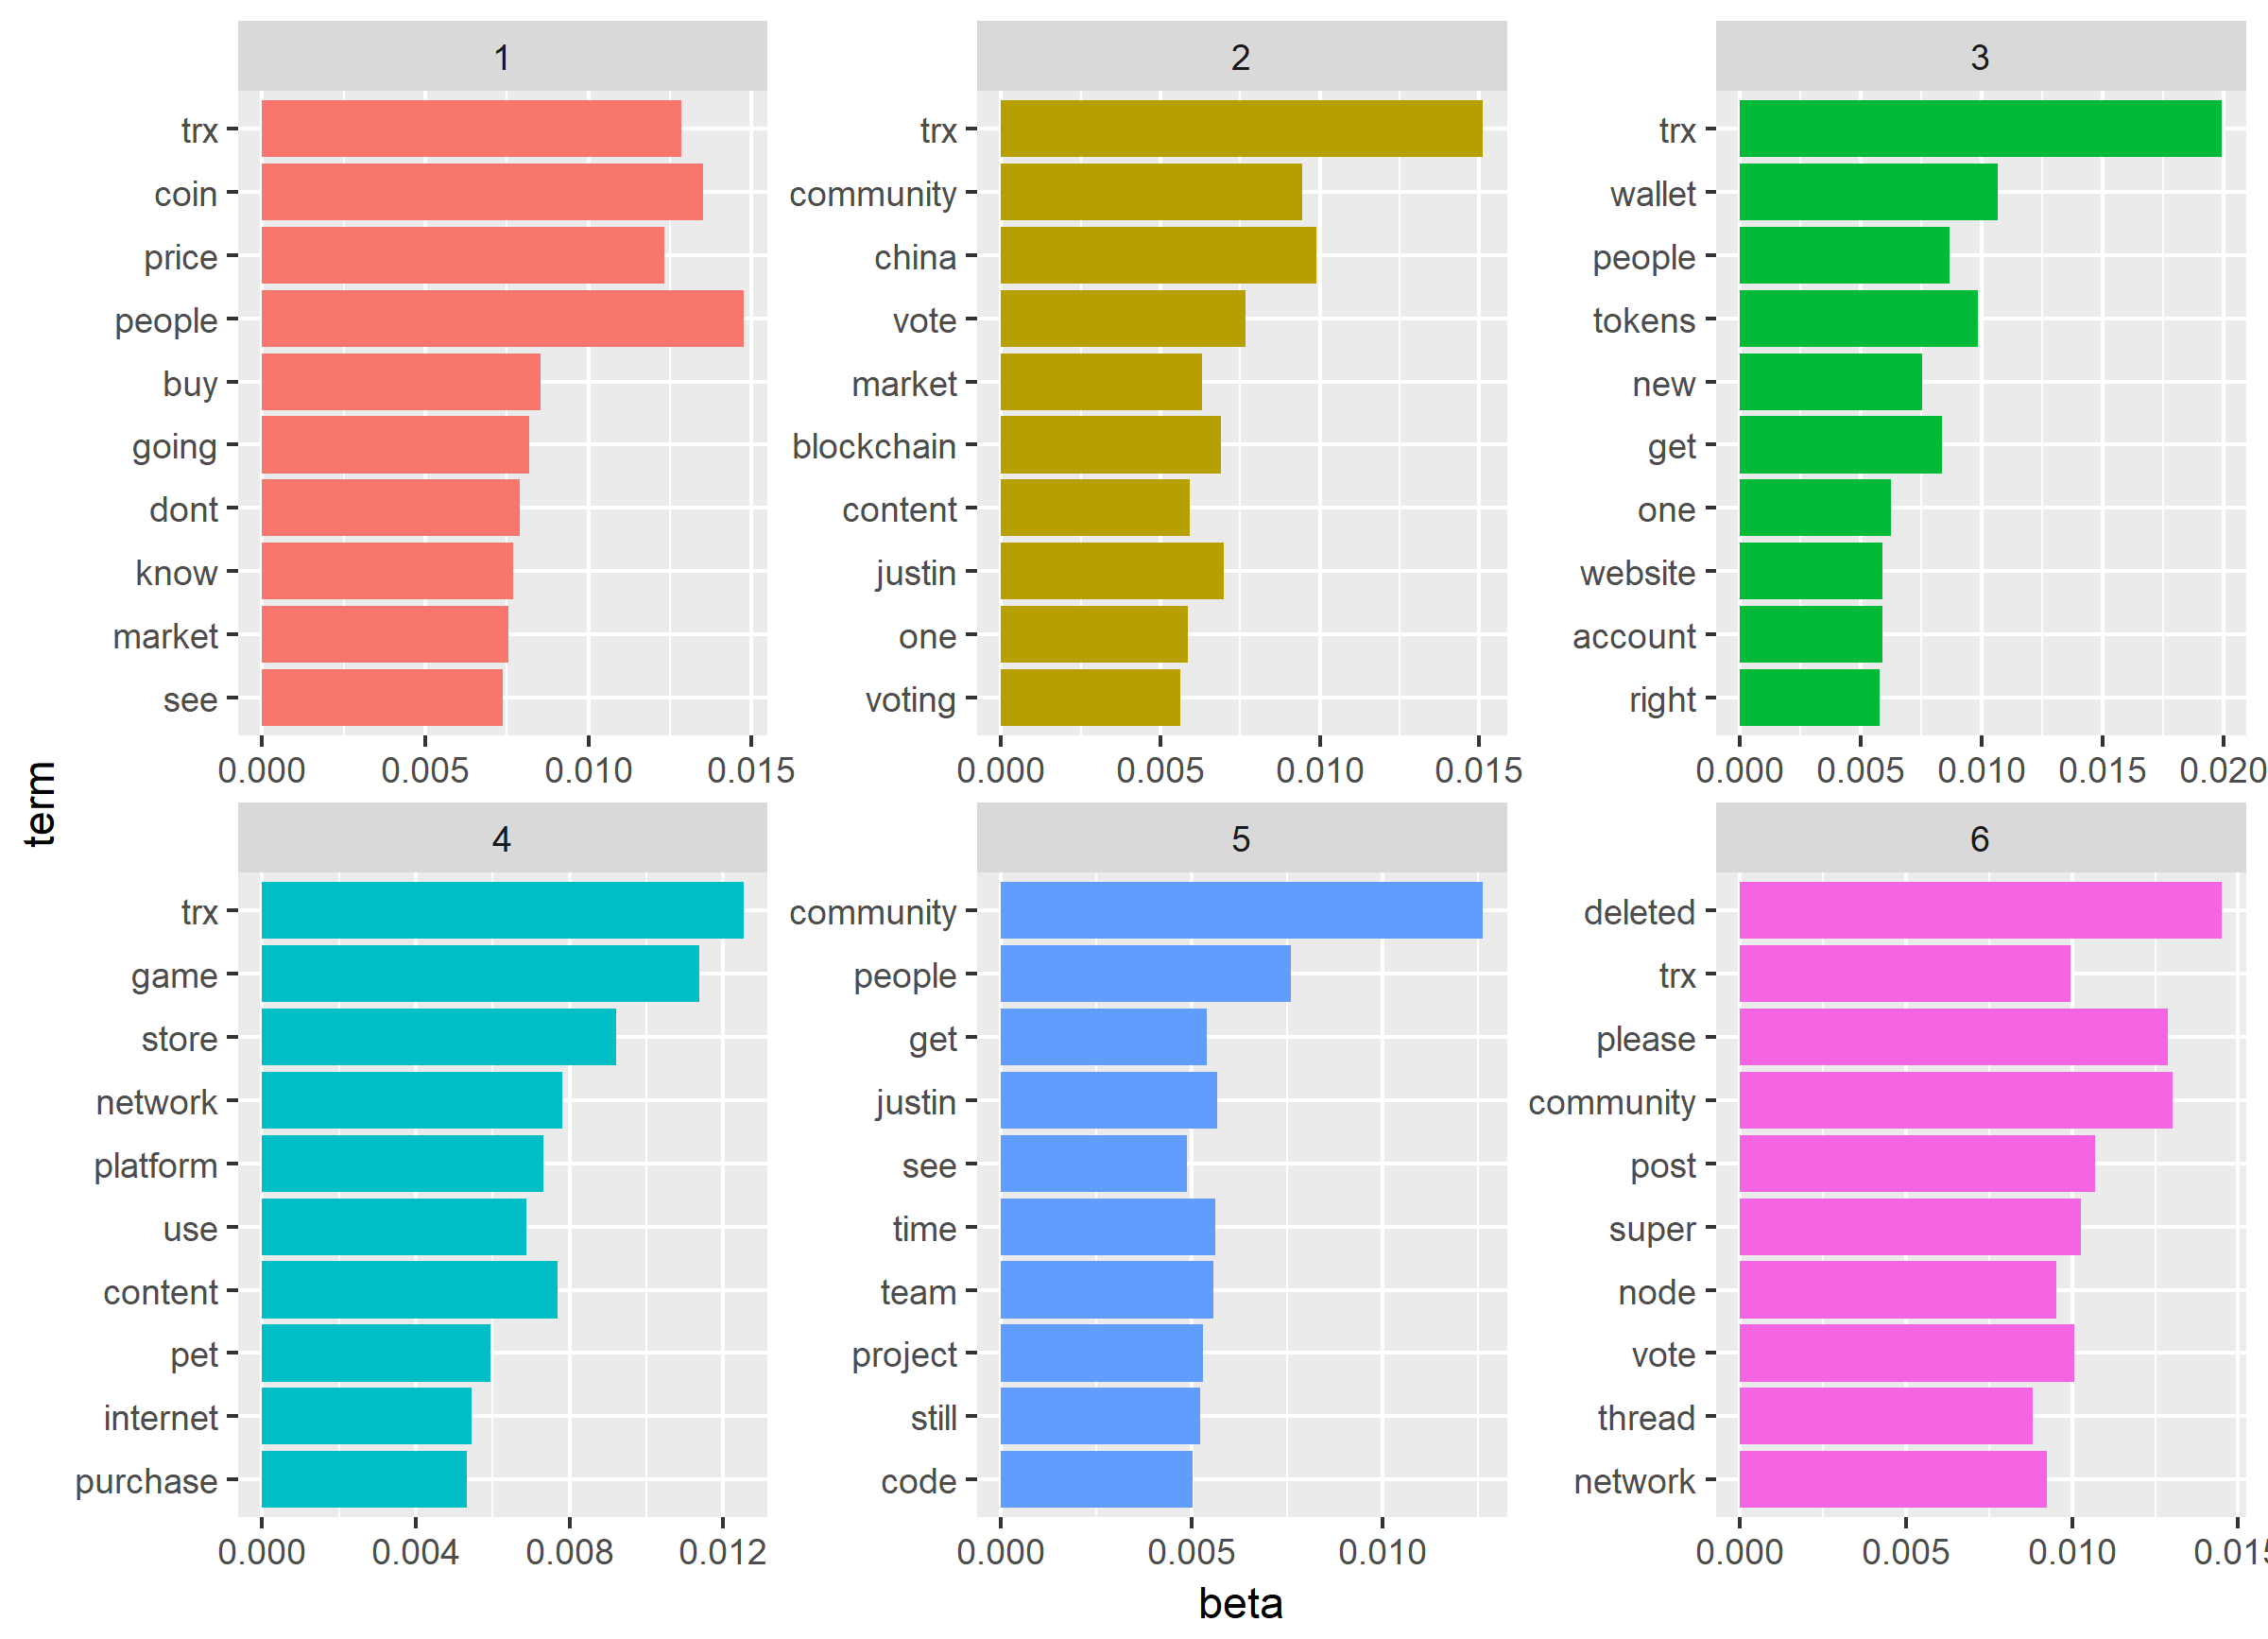 term
1
trx
coin
price
people
buy
going
dont
know
market
see
0.000 0.005 0.010 0.015
2
trx
community
china
vote
market
blockchain
content
justin
one
voting
0.000 0.005 0.010 0.015
3
trx
wallet
people
tokens
new
get
one
website
account
right
0.000 0.005 0.010 0.015 0.020
4
trx
game
store
network
platform
use
content
pet
internet
purchase
0.000 0.004 0.008 0.012
5
community
people
get
justin
see
time
team
project
still
code
0.000 0.005 0.010
6
deleted
trx
please
community
post
super
node
vote
thread
network
0.000 0.005 0.010 0.015
beta